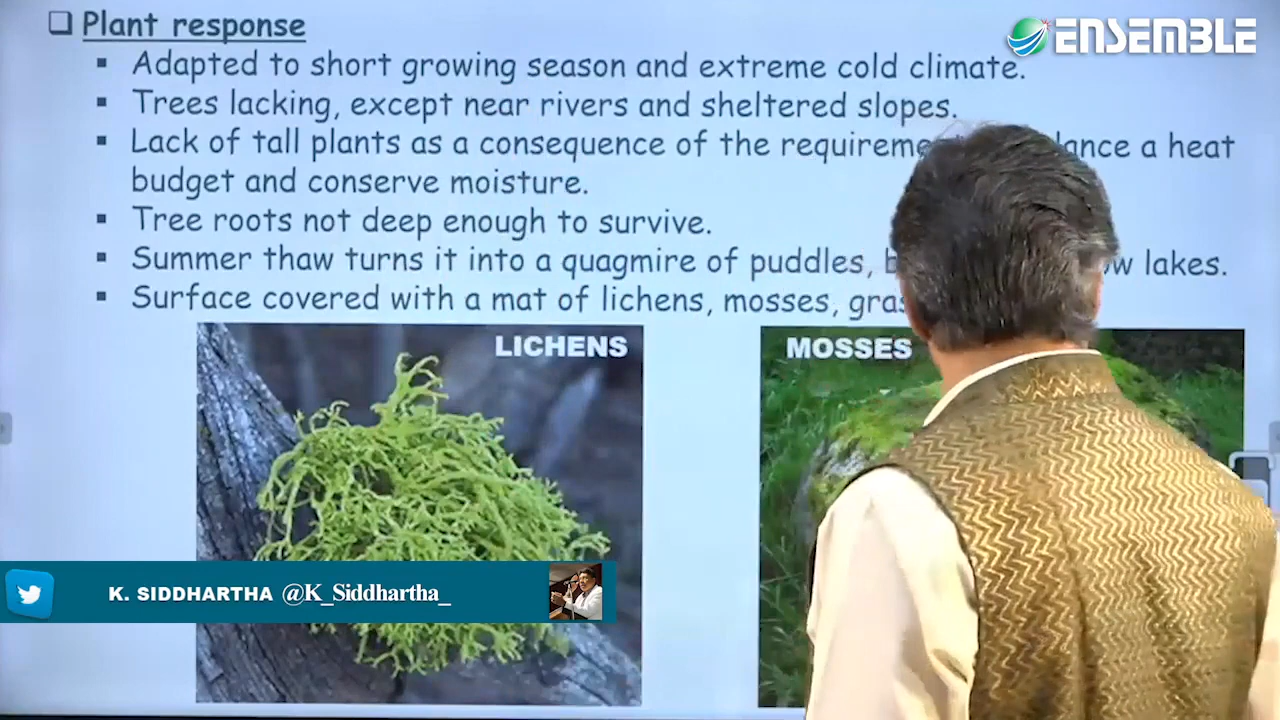 Plant response
ENSEMBLE
Adapted to short growing season and extreme cold climate.
Trees lacking, except near rivers and sheltered slopes.
Lack of tall plants as a consequence of the a heat
budget and conserve moisture.
Tree roots not deep enough to survive.
Summer thaw turns it into a quagmire of puddles, lakes.
Surface covered with a mat of lichens, mosses,
LICHENS
MOSSES
K. SIDDHARTHA @K_Siddhartha_